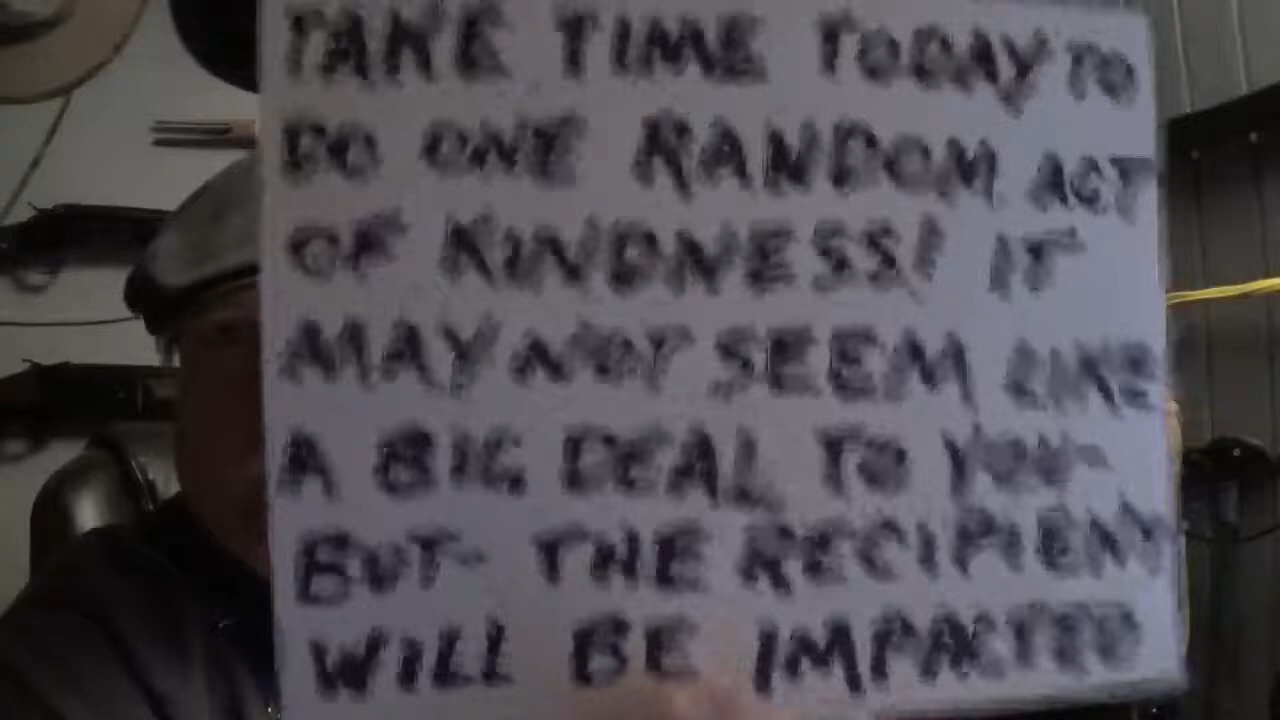 TAKE TIME TODAY TO
DO ONE RANDOM ACT
OF KINDNESS! IT
MAY NOT SEEM LIKE
A BIG DEAL TO YOU-
BUT- THE RECIPIENT
WILL BE IMPACTED